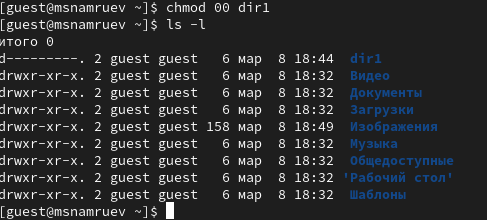 [guest@msnamruev ~]$ chmod 00 dir1
[guest@msnamruev ~]$ ls -l
итого 0
d---------. 2 guest guest   6 мар  8 18:44  dir1
drwxr-xr-x. 2 guest guest   6 мар  8 18:32  Видео
drwxr-xr-x. 2 guest guest   6 мар  8 18:32  Документы
drwxr-xr-x. 2 guest guest   6 мар  8 18:32  Загрузки
drwxr-xr-x. 2 guest guest 158 мар  8 18:49  Изображения
drwxr-xr-x. 2 guest guest   6 мар  8 18:32  Музыка
drwxr-xr-x. 2 guest guest   6 мар  8 18:32  Общедоступные
drwxr-xr-x. 2 guest guest   6 мар  8 18:32 'Рабочий стол'
drwxr-xr-x. 2 guest guest   6 мар  8 18:32  Шаблоны
[guest@msnamruev ~]$